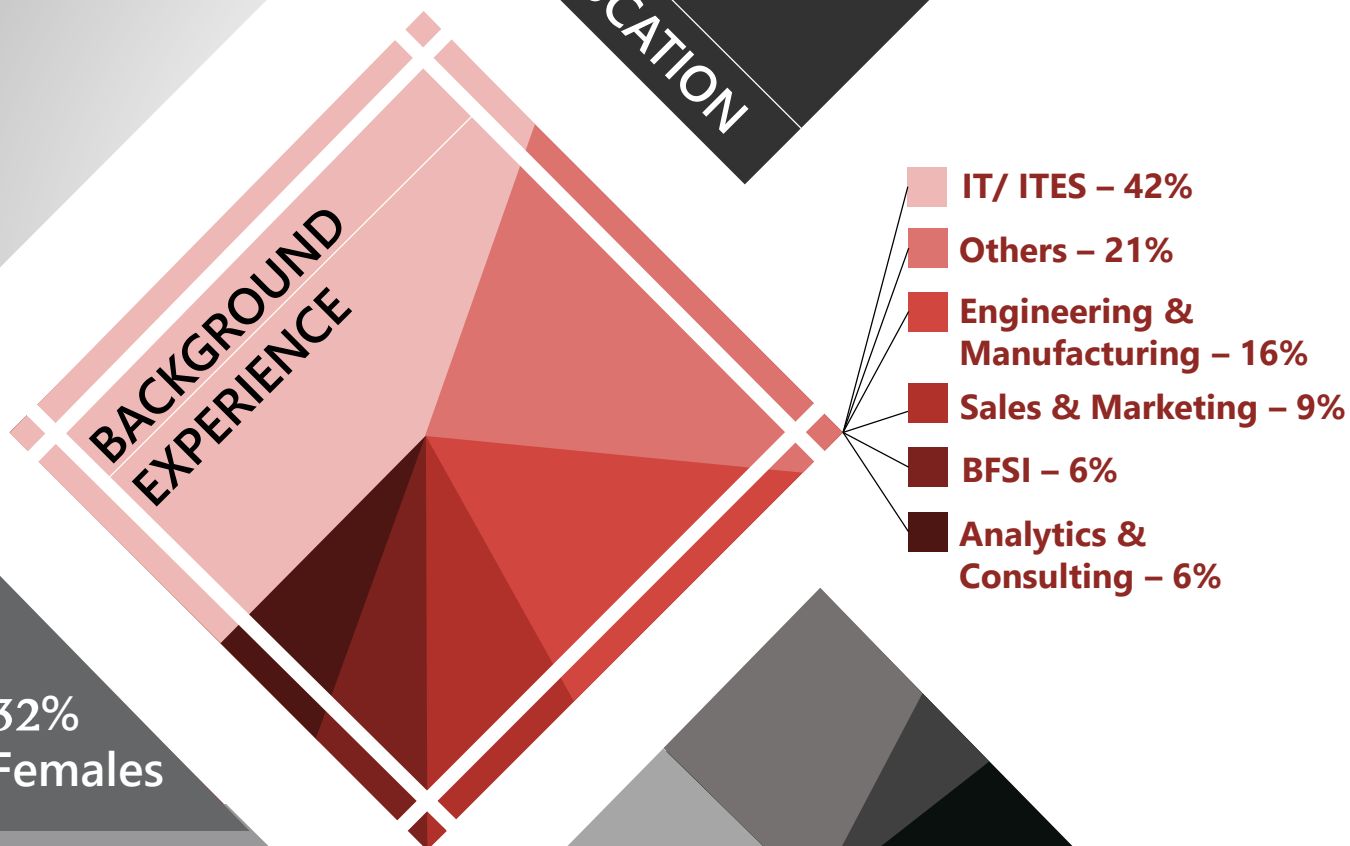 BACKGROUND
EXPERIENCE
IT/ ITES – 42%
Others – 21%
Engineering &
Manufacturing – 16%
Sales & Marketing – 9%
BFSI – 6%
Analytics &
Consulting – 6%
32%
Females